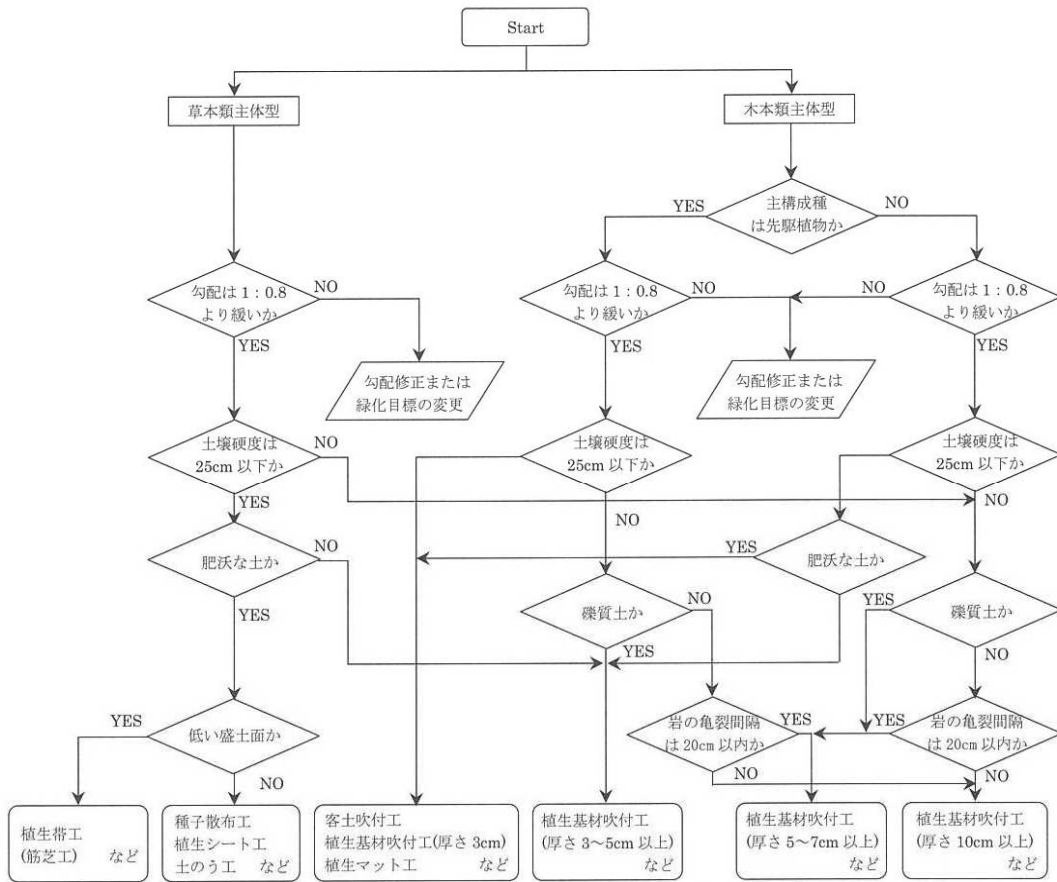 Start
草本類主体型
木本類主体型
主構成種
は先駆植物か
YES
NO
勾配は 1：0.8
より緩いか
NO
YES
勾配は 1：0.8
より緩いか
NO
YES
勾配は 1：0.8
より緩いか
NO
YES
勾配修正または
緑化目標の変更
勾配修正または
緑化目標の変更
土壌硬度は
25cm 以下か
NO
YES
土壌硬度は
25cm 以下か
NO
土壌硬度は
25cm 以下か
NO
肥沃な土か
NO
YES
肥沃な土か
YES
礫質土か
NO
YES
礫質土か
YES
NO
低い盛土面か
YES
NO
岩の亀裂間隔
は 20cm 以内か
YES
NO
岩の亀裂間隔
は 20cm 以内か
YES
NO
植生帯工
(筋芝工) など
種子散布工
植生シート工
土のう工 など
客土吹付工
植生基材吹付工(厚さ 3cm)
植生マット工 など
植生基材吹付工
(厚さ 3～5cm 以上)
など
植生基材吹付工
(厚さ 5～7cm 以上)
など
植生基材吹付工
(厚さ 10cm 以上)
など